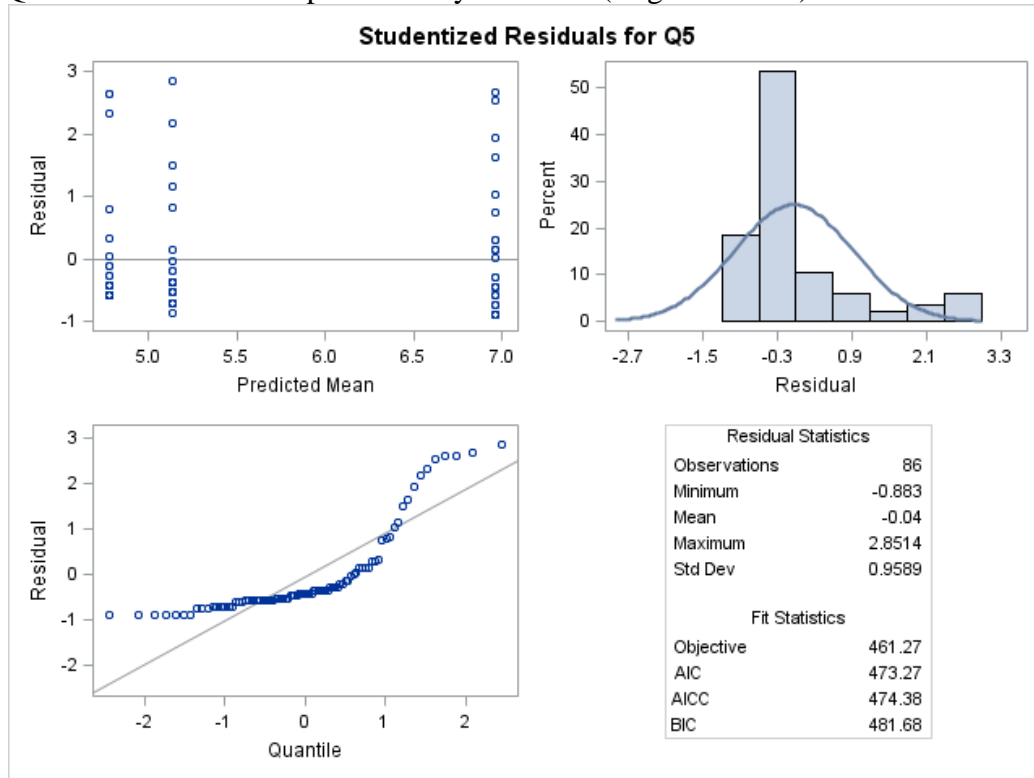 Studentized Residuals for Q5
3
2
1
0
-1
Residual
5.0 5.5 6.0 6.5 7.0
Predicted Mean
50
40
30
20
10
0
Percent
-2.7 -1.5 -0.3 0.9 2.1 3.3
Residual
3
2
1
0
-1
-2
Residual
-2 -1 0 1 2
Quantile
Residual Statistics
Observations 86
Minimum -0.883
Mean -0.04
Maximum 2.8514
Std Dev 0.9589
Fit Statistics
Objective 461.27
AIC 473.27
AICC 474.38
BIC 481.68